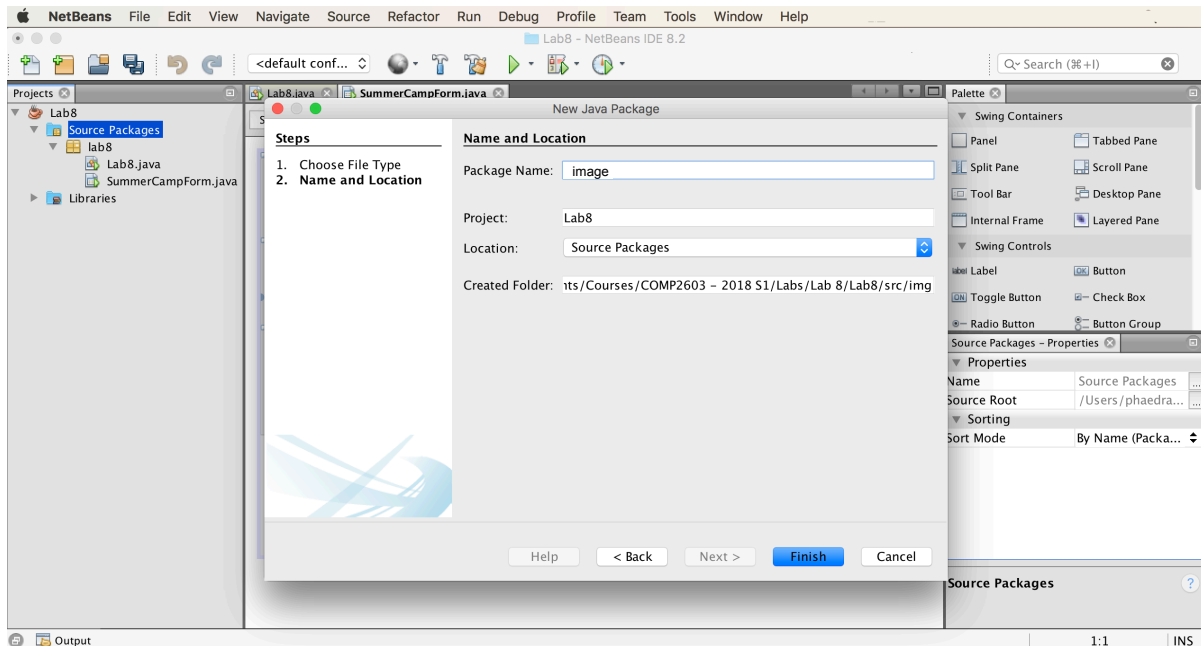 NetBeans File Edit View Navigate Source Refactor Run Debug Profile Team Tools Window Help
Lab8 - NetBeans IDE 8.2
<default conf...
Search (⌘+I)
Projects
Lab8.java
SummerCampForm.java
Palette
Lab8
Source Packages
lab8
Lab8.java
SummerCampForm.java
Libraries
New Java Package
Steps
1. Choose File Type
2. Name and Location
Name and Location
Package Name: image
Project: Lab8
Location: Source Packages
Created Folder: nts/Courses/COMP2603 – 2018 S1/Labs/Lab 8/Lab8/src/img
Help < Back Next > Finish Cancel
Swing Containers
Panel Tabbed Pane
Split Pane Scroll Pane
Tool Bar Desktop Pane
Internal Frame Layered Pane
Swing Controls
label Label OK Button
ON Toggle Button Check Box
Radio Button Button Group
Source Packages – Properties
Properties
Name Source Packages ...
Source Root /Users/phaedra... ...
Sorting
Sort Mode By Name (Packa...
Source Packages ?
Output
1:1 INS